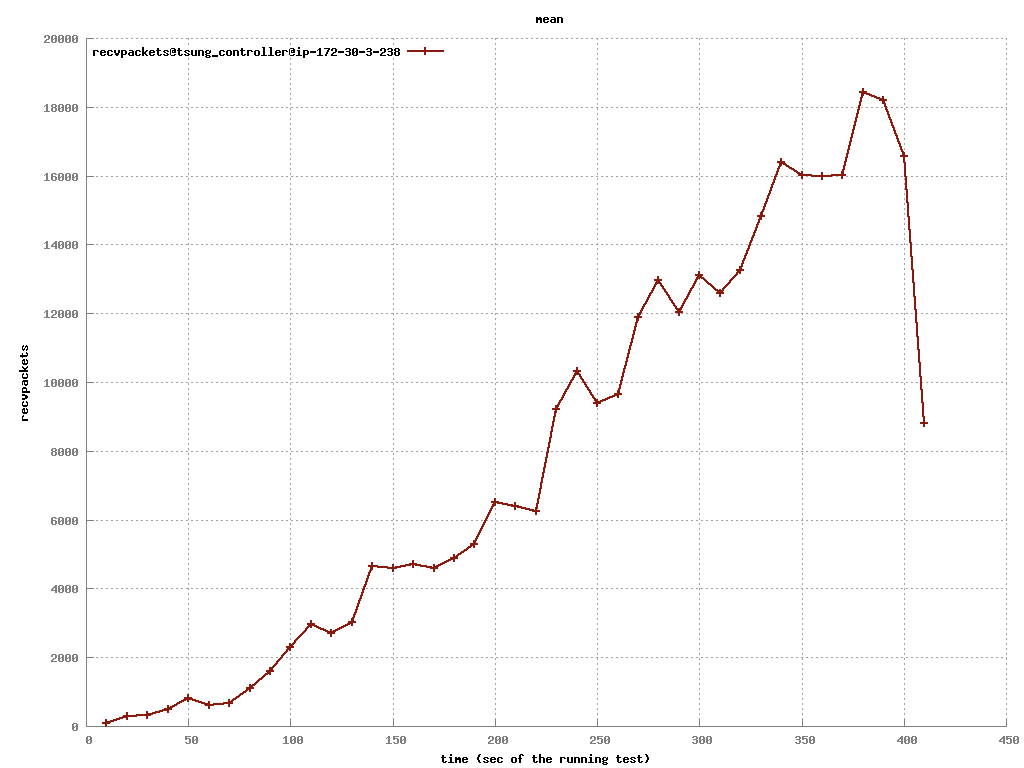 mean
recvpackets@tsung_controller@ip-172-30-3-238
20000
18000
16000
14000
12000
10000
8000
6000
4000
2000
0
recvpackets
0 50 100 150 200 250 300 350 400 450
time (sec of the running test)